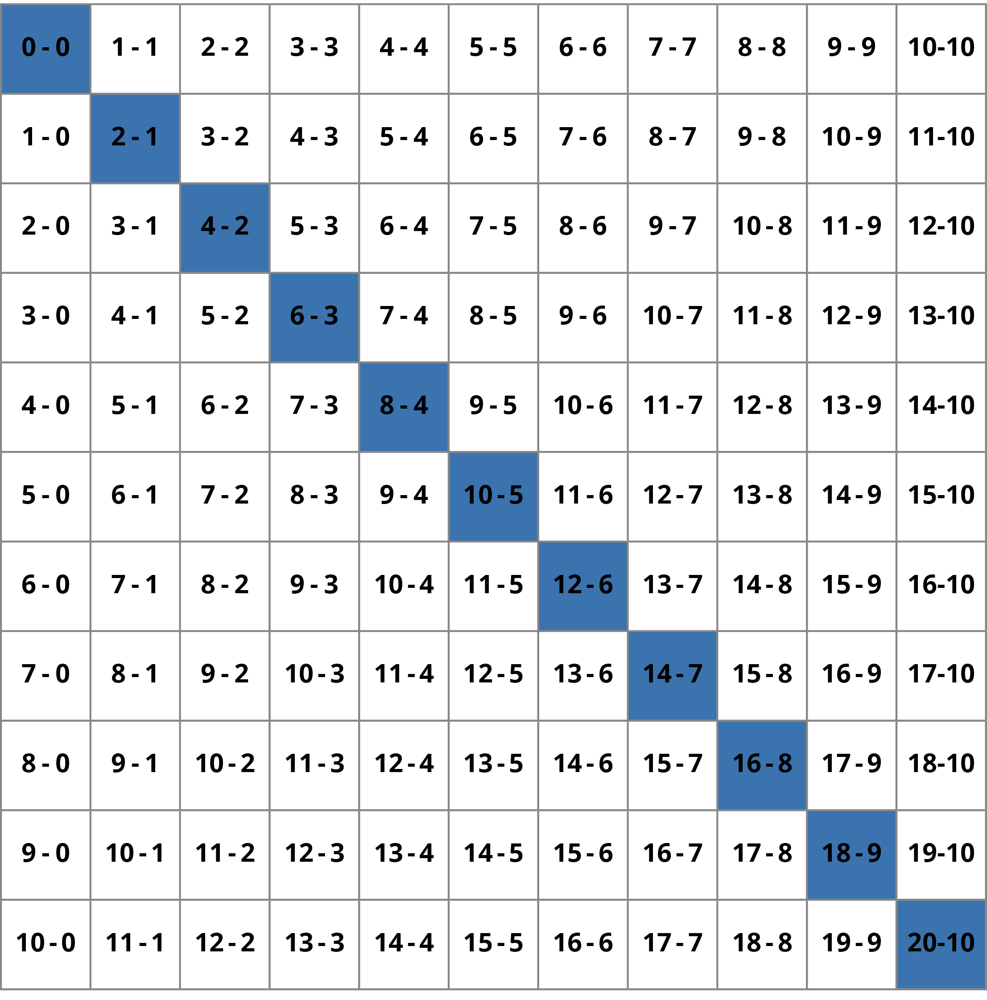 0 - 0 1 - 1 2 - 2 3 - 3 4 - 4 5 - 5 6 - 6 7 - 7 8 - 8 9 - 9 10-10
1 - 0 2 - 1 3 - 2 4 - 3 5 - 4 6 - 5 7 - 6 8 - 7 9 - 8 10 - 9 11-10
2 - 0 3 - 1 4 - 2 5 - 3 6 - 4 7 - 5 8 - 6 9 - 7 10 - 8 11 - 9 12-10
3 - 0 4 - 1 5 - 2 6 - 3 7 - 4 8 - 5 9 - 6 10 - 7 11 - 8 12 - 9 13-10
4 - 0 5 - 1 6 - 2 7 - 3 8 - 4 9 - 5 10 - 6 11 - 7 12 - 8 13 - 9 14-10
5 - 0 6 - 1 7 - 2 8 - 3 9 - 4 10 - 5 11 - 6 12 - 7 13 - 8 14 - 9 15-10
6 - 0 7 - 1 8 - 2 9 - 3 10 - 4 11 - 5 12 - 6 13 - 7 14 - 8 15 - 9 16-10
7 - 0 8 - 1 9 - 2 10 - 3 11 - 4 12 - 5 13 - 6 14 - 7 15 - 8 16 - 9 17-10
8 - 0 9 - 1 10 - 2 11 - 3 12 - 4 13 - 5 14 - 6 15 - 7 16 - 8 17 - 9 18-10
9 - 0 10 - 1 11 - 2 12 - 3 13 - 4 14 - 5 15 - 6 16 - 7 17 - 8 18 - 9 19-10
10 - 0 11 - 1 12 - 2 13 - 3 14 - 4 15 - 5 16 - 6 17 - 7 18 - 8 19 - 9 20-10